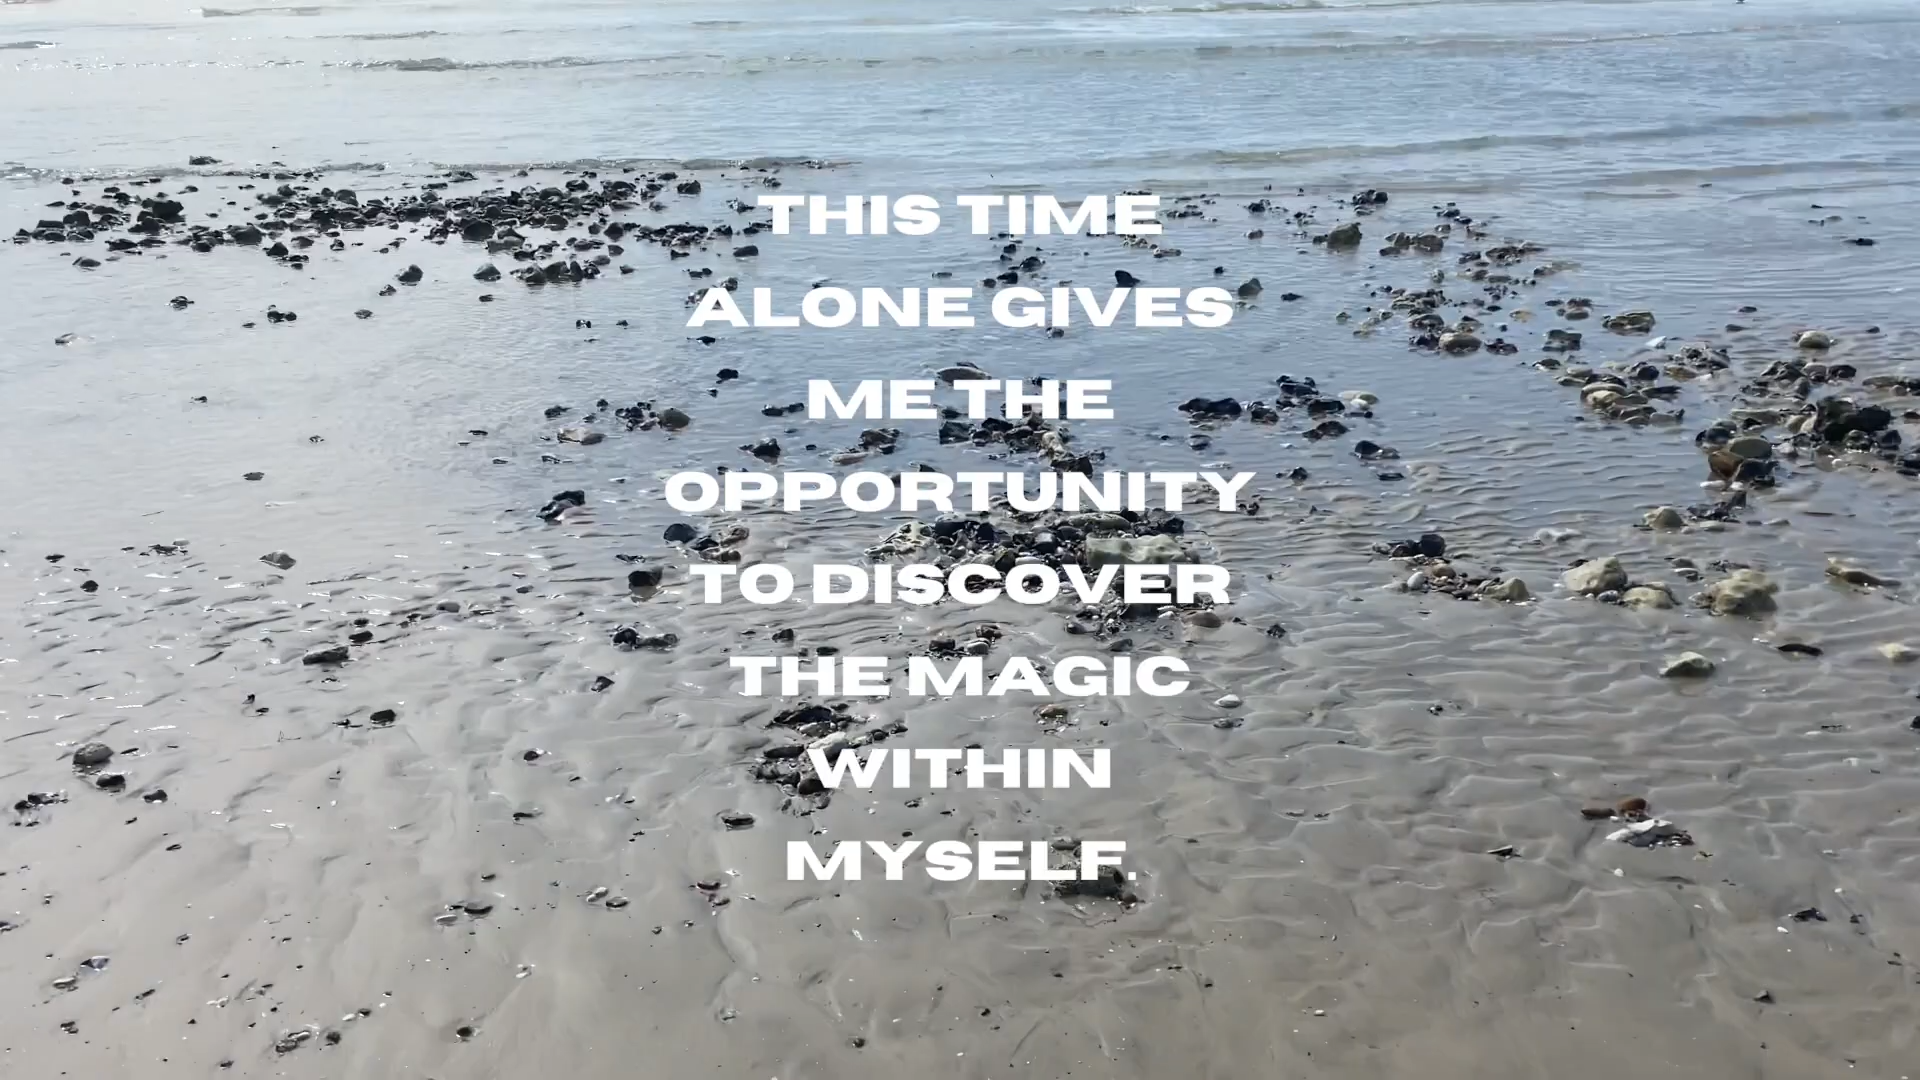 THIS TIME
ALONE GIVES
ME THE
OPPORTUNITY
TO DISCOVER
THE MAGIC
WITHIN
MYSELF.